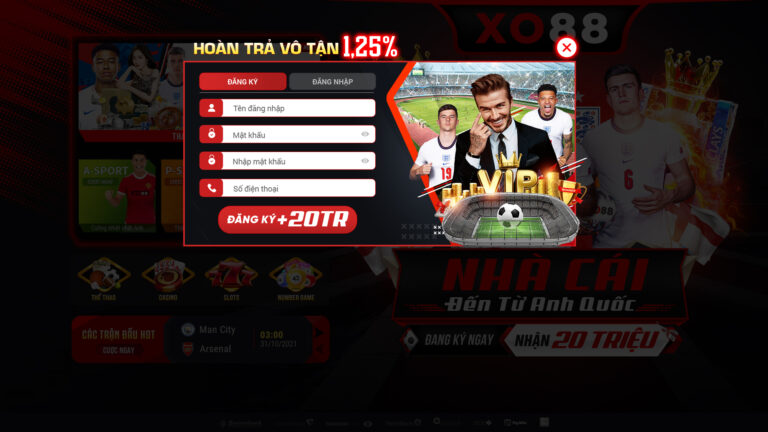 HOÀN TRẢ VÔ TẬN 1,25%
XO88
ĐĂNG KÝ
ĐĂNG NHẬP
Tên đăng nhập
Mật khẩu
Nhập mật khẩu
Số điện thoại
ĐĂNG KÝ +20TR
19
VIP
6
A-SPORT
THỂ THAO
CASINO
SLOTS
NUMBER GAME
CÁC TRẬN ĐẤU HOT
CƯỢC NGAY
Man City
Arsenal
03:00
31/10/2021
NHÀ CÁI
Đến Từ Anh Quốc
ĐANG KÝ NGAY
NHẬN 20 TRIỆU